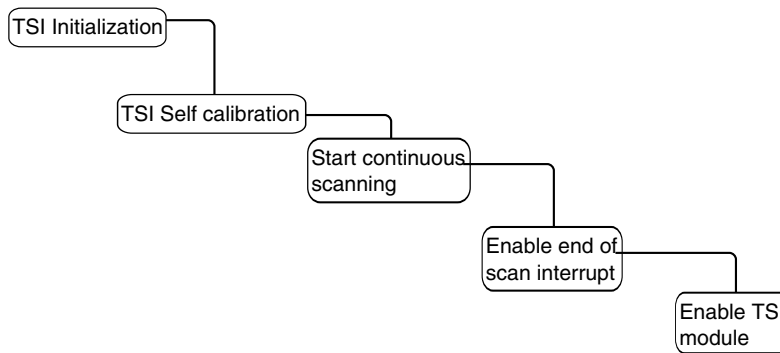 TSI Initialization
TSI Self calibration
Start continuous
scanning
Enable end of
scan interrupt
Enable TS
module